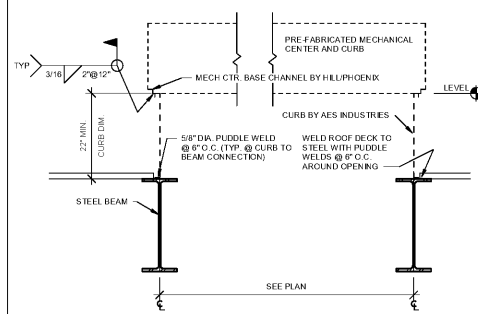 PRE-FABRICATED MECHANICAL
CENTER AND CURB
TYP
3/16
2"@12"
MECH CTR. BASE CHANNEL BY HILL/PHOENIX
LEVEL
CURB BY AES INDUSTRIES
22" MIN.
CURB DIM.
5/8" DIA. PUDDLE WELD
@ 6" O.C. (TYP. @ CURB TO
BEAM CONNECTION)
WELD ROOF DECK TO
STEEL WITH PUDDLE
WELDS @ 6" O.C.
AROUND OPENING
STEEL BEAM
SEE PLAN
℄
℄